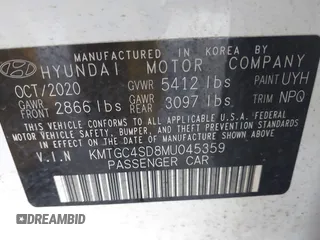 MANUFACTURED IN KOREA BY
HYUNDAI MOTOR COMPANY
OCT/2020 GVWR 5412 lbs PAINT UYH
GAWR FRONT 2866 lbs GAWR REAR 3097 lbs TRIM NPQ
THIS VEHICLE CONFORMS TO ALL APPLICABLE U.S.
FEDERAL MOTOR VEHICLE SAFETY, BUMPER, AND THEFT
PREVENTION STANDARDS IN EFFECT ON THE DATE OF
MANUFACTURE SHOWN ABOVE.
V.I.N KMTGC4SD8MU045359
PASSENGER CAR
DREAMBID